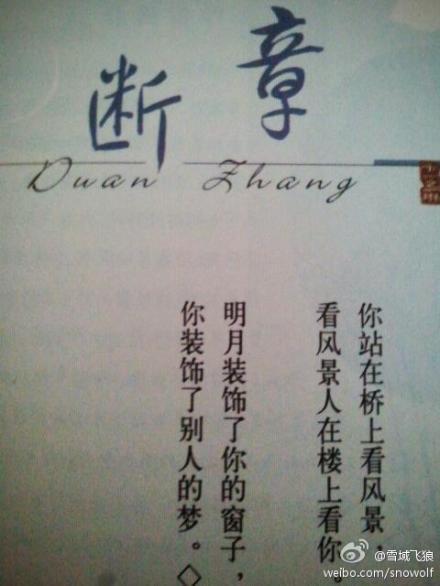 断章
Duan Zhang
你站在桥上看风景，
看风景人在楼上看你
明月装饰了你的窗子，
你装饰了别人的梦。◇
@雪域飞狼
weibo.com/snowolf